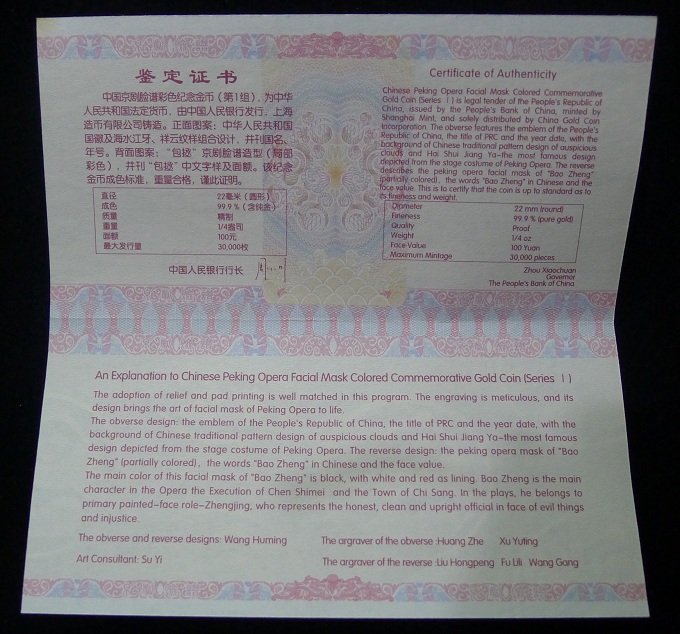 鉴定证书
中国京剧脸谱彩色纪念金币（第1组），为中华
人民共和国法定货币，由中国人民银行发行，上海
造币有限公司铸造。正面图案：中华人民共和国
国徽及海水江牙、祥云纹样组合设计，并刊国名、
年号。背面图案："包拯"京剧脸谱造型（局部
彩色），并刊"包拯"中文字样及面额。该纪念
金币成色标准，重量合格，谨此证明。
直径 22毫米（圆形）
成色 99.9%（含纯金）
质量 精制
重量 1/4盎司
面额 100元
最大发行量 30,000枚
中国人民银行行长
Certificate of Authenticity
Chinese Peking Opera Facial Mask Colored Commemorative
Gold Coin (Series I) is legal tender of the People's Republic of
China, issued by the People's Bank of China, minted by
Shanghai Mint, and solely distributed by China Gold Coin
Incorporation. The obverse features the emblem of the People's
Republic of China, the title of PRC and the year date, with the
background of Chinese traditional pattern design of auspicious
clouds and Hai Shui Jiang Ya-the most famous design
depicted from the stage costume of Peking Opera. The reverse
describes the peking opera facial mask of "Bao Zheng"
(partially colored), the words "Bao Zheng" in Chinese and the
face value. This is to certify that the coin is up to standard as to
its fineness and weight.
Diameter 22 mm (round)
Fineness 99.9 % (pure gold)
Quality Proof
Weight 1/4 oz
Face Value 100 Yuan
Maximum Mintage 30,000 pieces
Zhou Xiaochuan
Governor
The People's Bank of China
An Explanation to Chinese Peking Opera Facial Mask Colored Commemorative Gold Coin (Series I)
The adoption of relief and pad printing is well matched in this program. The engraving is meticulous, and its
design brings the art of facial mask of Peking Opera to life.
The obverse design: the emblem of the People's Republic of China, the title of PRC and the year date, with the
background of Chinese traditional pattern design of auspicious clouds and Hai Shui Jiang Ya-the most famous
design depicted from the stage costume of Peking Opera. The reverse design: the peking opera mask of "Bao
Zheng" (partially colored), the words "Bao Zheng" in Chinese and the face value.
The main color of this facial mask of "Bao Zheng" is black, with white and red as lining. Bao Zheng is the main
character in the Opera the Execution of Chen Shimei and the Town of Chi Sang. In the plays, he belongs to
primary painted-face role-Zhengjing, who represents the honest, clean and upright official in face of evil things
and injustice.
The obverse and reverse designs: Wang Huming The argraver of the obverse :Huang Zhe Xu Yuting
Art Consultant: Su Yi The argraver of the reverse :Liu Hongpeng Fu Lili Wang Gang